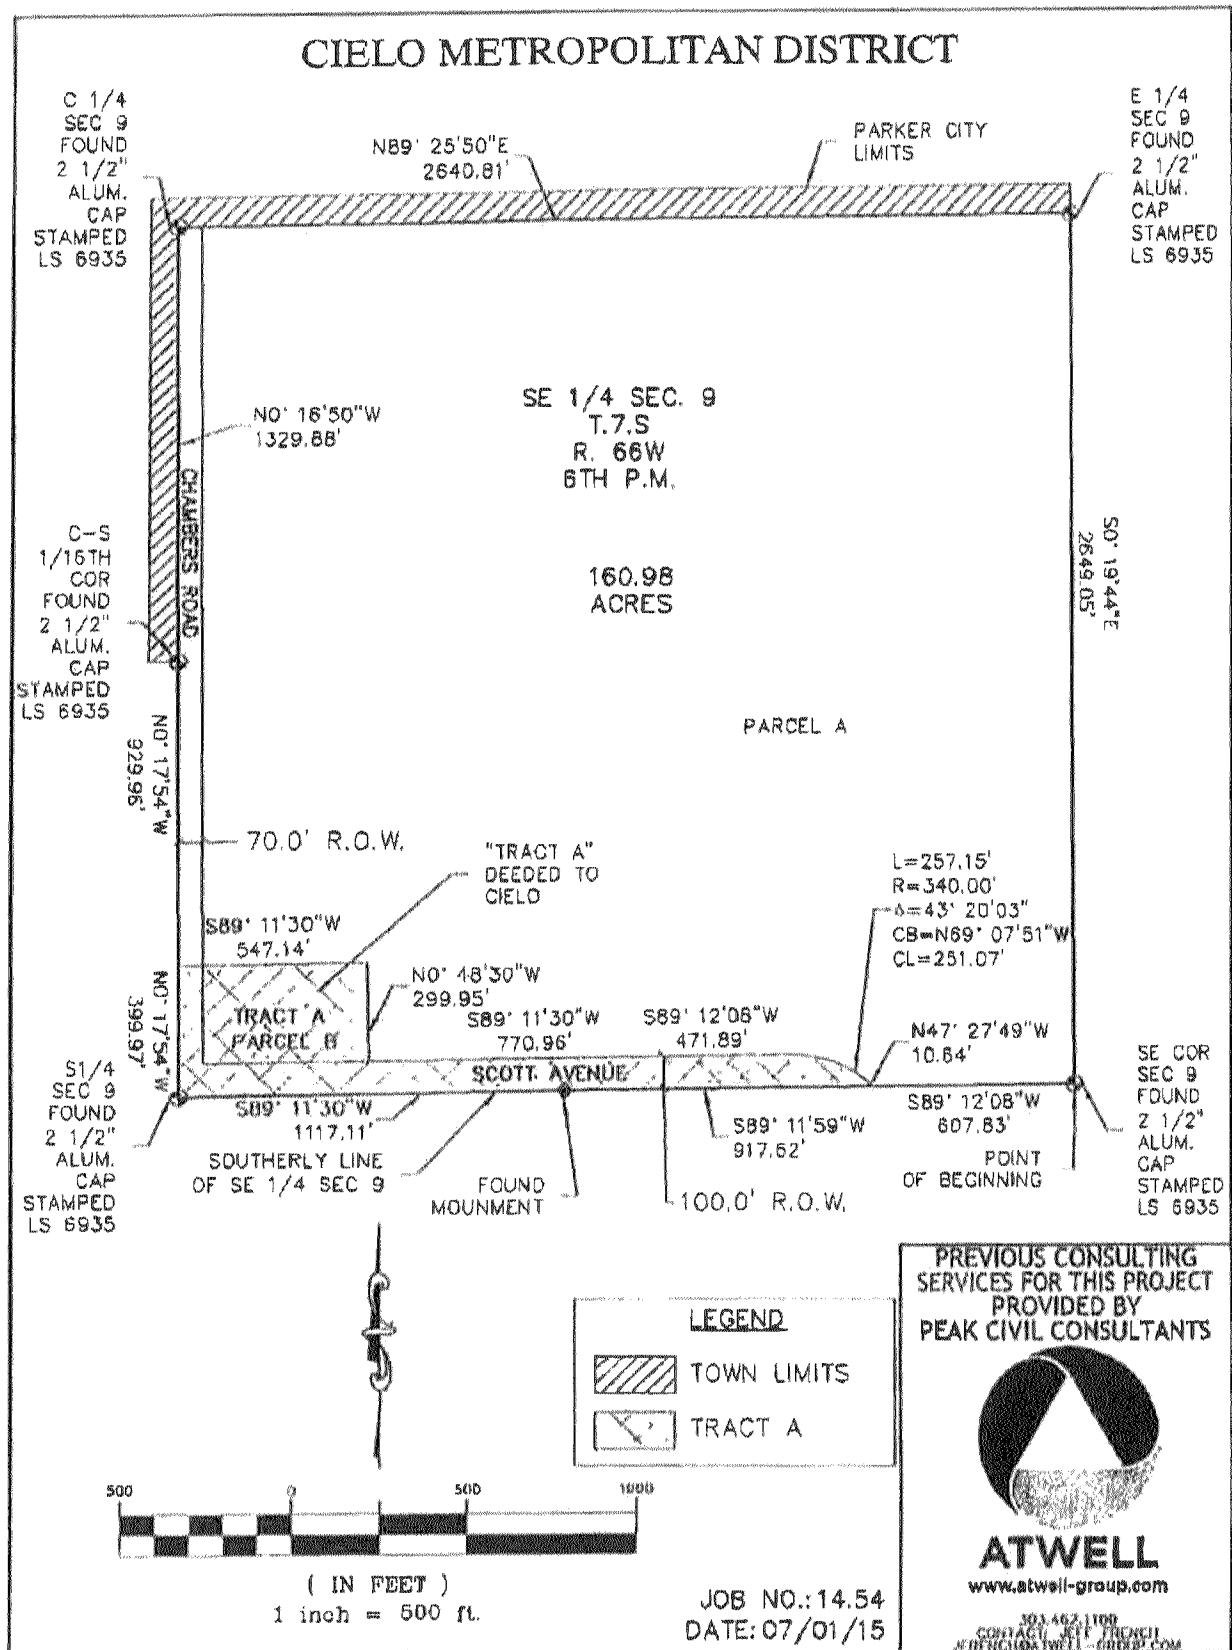 CIELO METROPOLITAN DISTRICT
C 1/4
SEC 9
FOUND
2 1/2"
ALUM.
CAP
STAMPED
LS 6935
N89° 25'50"E
2640.81'
PARKER CITY
LIMITS
E 1/4
SEC 9
FOUND
2 1/2"
ALUM.
CAP
STAMPED
LS 6935
N0° 16'50"W
1329.88'
SE 1/4 SEC. 9
T.7.S
R. 66W
6TH P.M.
CHAMBERS ROAD
C-S
1/16TH
COR
FOUND
2 1/2"
ALUM.
CAP
STAMPED
LS 6935
160.98
ACRES
S0° 19'44"E
2649.05'
PARCEL A
N0° 17'54"W
929.96'
70.0' R.O.W.
"TRACT A"
DEEDED TO
CIELO
L=257.15'
R=340.00'
Δ=43° 20'03"
CB=N69° 07'51"W
CL=251.07'
S89° 11'30"W
547.14'
N0° 48'30"W
299.95'
TRACT A
PARCEL B
N0° 17'54"W
399.97'
S89° 11'30"W
770.96'
S89° 12'08"W
471.89'
N47° 27'49"W
10.64'
SCOTT AVENUE
S1/4
SEC 9
FOUND
2 1/2"
ALUM.
CAP
STAMPED
LS 6935
S89° 11'30"W
1117.11'
SOUTHERLY LINE
OF SE 1/4 SEC 9
FOUND
MOUNMENT
S89° 11'59"W
917.62'
100.0' R.O.W.
S89° 12'08"W
607.83'
POINT
OF BEGINNING
SE COR
SEC 9
FOUND
2 1/2"
ALUM.
CAP
STAMPED
LS 6935
LEGEND
TOWN LIMITS
TRACT A
PREVIOUS CONSULTING
SERVICES FOR THIS PROJECT
PROVIDED BY
PEAK CIVIL CONSULTANTS
ATWELL
www.atwell-group.com
303.462.1100
CONTACT: JEFF FRENCH
500 0 500 1000
( IN FEET )
1 inch = 500 ft.
JOB NO.: 14.54
DATE: 07/01/15